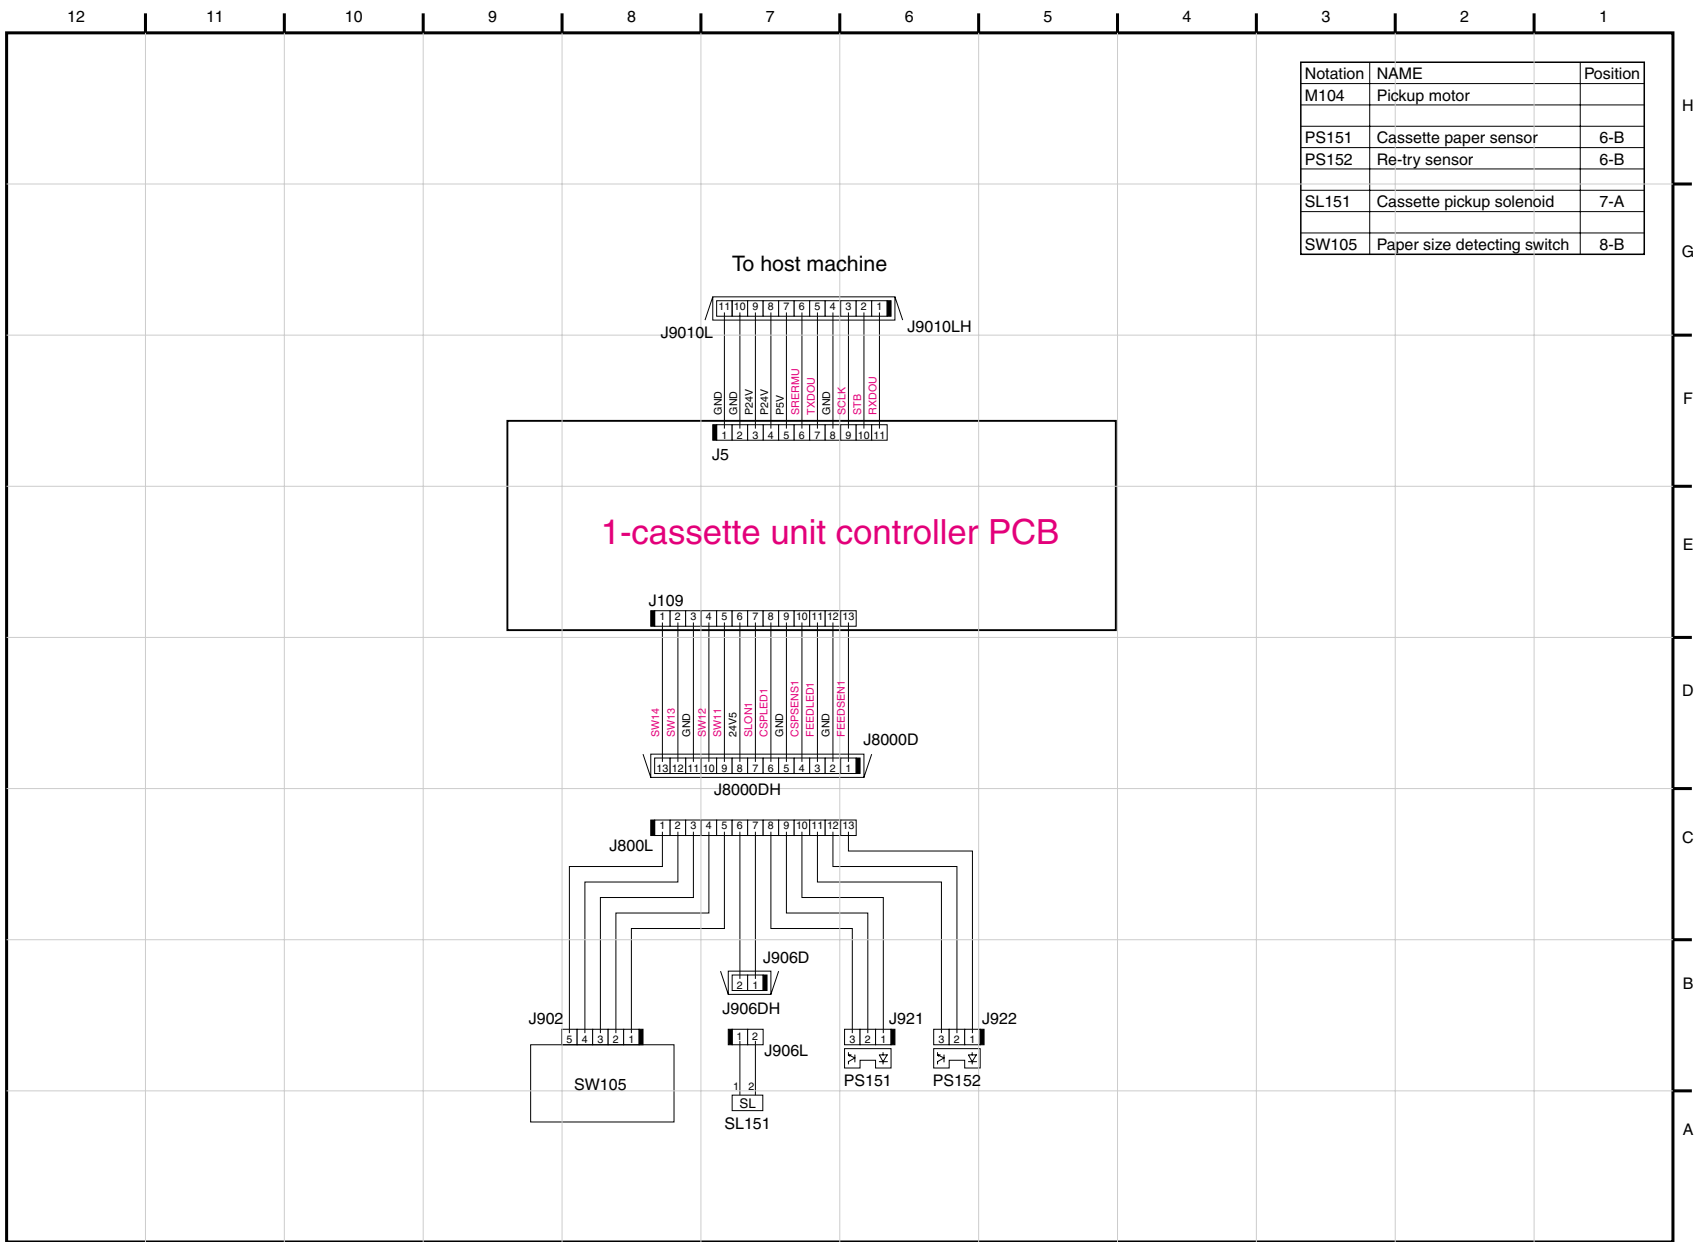 12 11 10 9 8 7 6 5 4 3 2 1
Notation NAME Position
M104 Pickup motor
PS151 Cassette paper sensor 6-B
PS152 Re-try sensor 6-B
SL151 Cassette pickup solenoid 7-A
SW105 Paper size detecting switch 8-B
H
G
F
E
D
C
B
A
To host machine
11 10 9 8 7 6 5 4 3 2 1
J9010L
J9010LH
GND GND P24V P24V P5V SRERMU TXDOU GND SCLK STB RXDOU
1 2 3 4 5 6 7 8 9 10 11
J5
1-cassette unit controller PCB
J109
1 2 3 4 5 6 7 8 9 10 11 12 13
SW14 SW13 GND SW12 SW11 24V5 SLON1 CSPLED1 GND CSPSENS1 FEEDLED1 GND FEEDSEN1
J8000D
13 12 11 10 9 8 7 6 5 4 3 2 1
J8000DH
1 2 3 4 5 6 7 8 9 10 11 12 13
J800L
J906D
2 1
J906DH
J902
5 4 3 2 1
SW105
1 2
J906L
1 2
SL
SL151
J921
3 2 1
PS151
J922
3 2 1
PS152